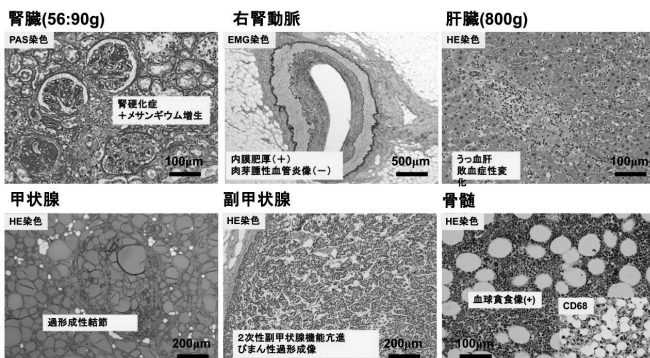 腎臓(56:90g)
右腎動脈
肝臓(800g)
PAS染色
EMG染色
HE染色
腎硬化症
＋メサンギウム増生
100μm
内膜肥厚(＋)
肉芽腫性血管炎像(－)
500μm
うっ血肝
敗血症性変
化
100μm
甲状腺
副甲状腺
骨髄
HE染色
HE染色
HE染色
過形成性結節
200μm
2次性副甲状腺機能亢進
びまん性過形成像
200μm
血球貪食像(+)
CD68
100μm